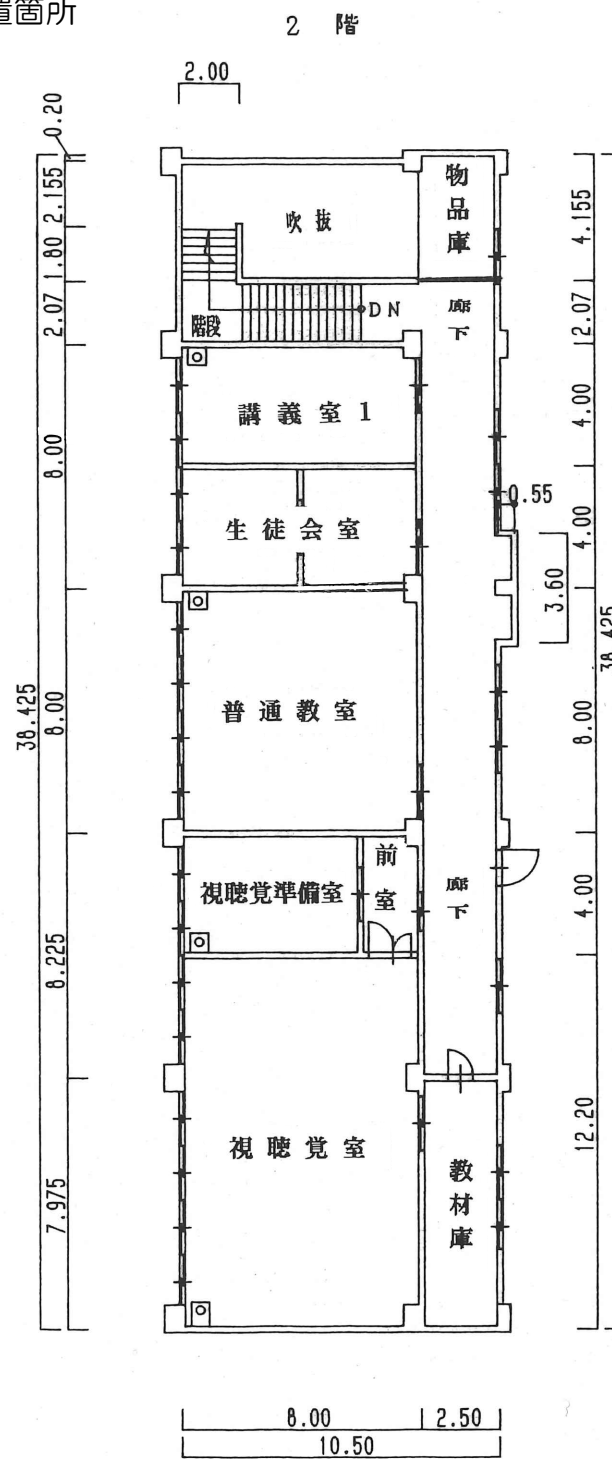 置箇所
2 階
2.00
0.20
2.155
1.80
2.07
8.00
8.00
8.225
7.975
38.425
吹抜
物品庫
階段
DN
廊下
講義室1
生徒会室
普通教室
視聴覚準備室
前室
廊下
視聴覚室
教材庫
0.55
3.60
4.155
2.07
4.00
4.00
8.00
4.00
12.20
38.425
8.00
2.50
10.50